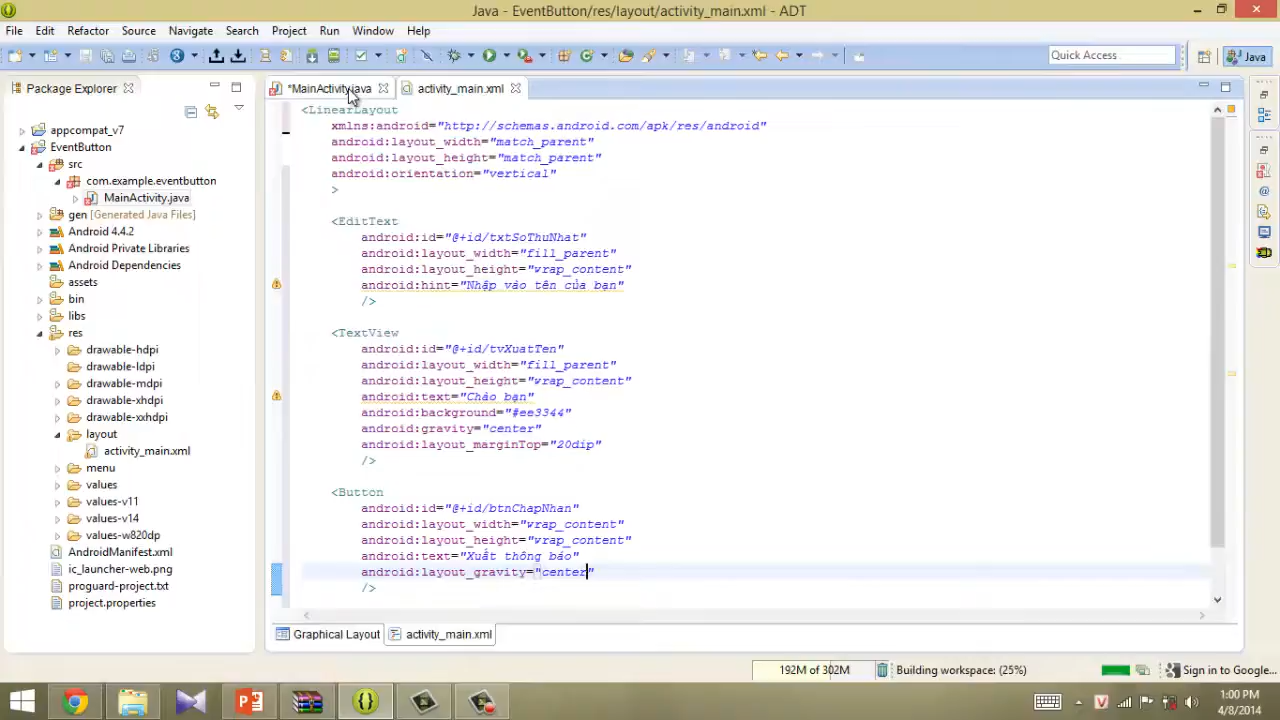 Java - EventButton/res/layout/activity_main.xml - ADT
File Edit Refactor Source Navigate Search Project Run Window Help
Quick Access
Java
Package Explorer
*MainActivity.java
activity_main.xml
appcompat_v7
EventButton
src
com.example.eventbutton
MainActivity.java
gen [Generated Java Files]
Android 4.4.2
Android Private Libraries
Android Dependencies
assets
bin
libs
res
drawable-hdpi
drawable-ldpi
drawable-mdpi
drawable-xhdpi
drawable-xxhdpi
layout
activity_main.xml
menu
values
values-v11
values-v14
values-w820dp
AndroidManifest.xml
ic_launcher-web.png
proguard-project.txt
project.properties
<LinearLayout
xmlns:android="http://schemas.android.com/apk/res/android"
android:layout_width="match_parent"
android:layout_height="match_parent"
android:orientation="vertical"
>
<EditText
android:id="@+id/txtSoThuNhat"
android:layout_width="fill_parent"
android:layout_height="wrap_content"
android:hint="Nhập vào tên của bạn"
/>
<TextView
android:id="@+id/tvXuatTen"
android:layout_width="fill_parent"
android:layout_height="wrap_content"
android:text="Chào bạn"
android:background="#ee3344"
android:gravity="center"
android:layout_marginTop="20dip"
/>
<Button
android:id="@+id/btnChapNhan"
android:layout_width="wrap_content"
android:layout_height="wrap_content"
android:text="Xuất thông báo"
android:layout_gravity="center"
/>
Graphical Layout
activity_main.xml
192M of 302M
Building workspace: (25%)
Sign in to Google...
1:00 PM
4/8/2014